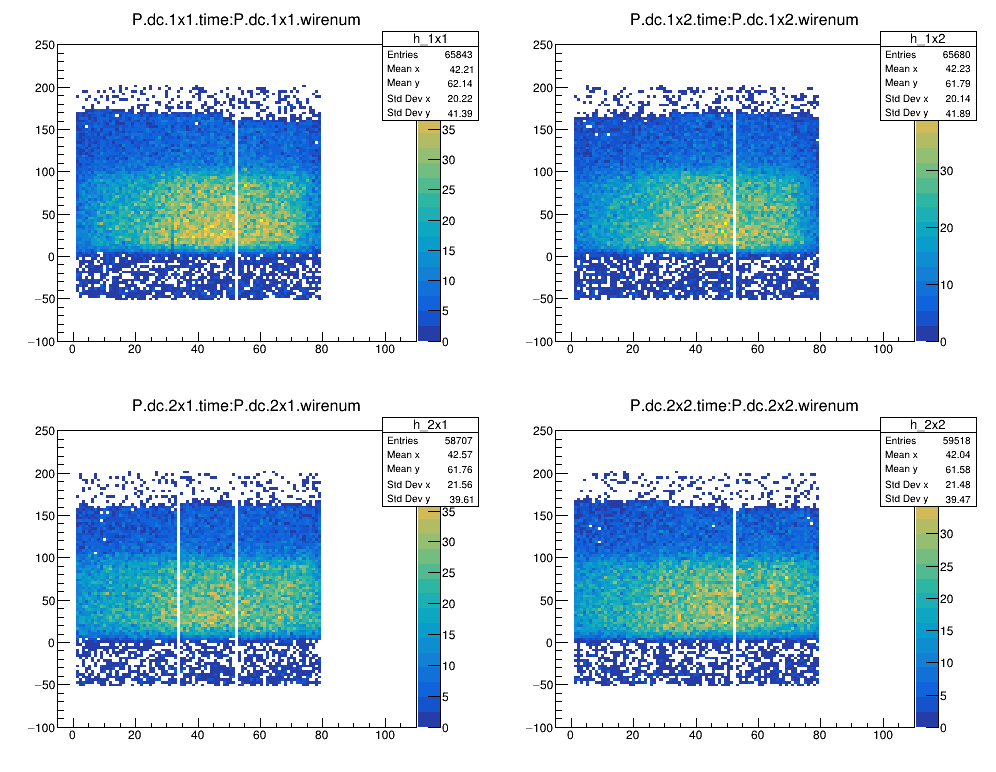 P.dc.1x1.time:P.dc.1x1.wirenum
h_1x1
Entries 65843
Mean x 42.21
Mean y 62.14
Std Dev x 20.22
Std Dev y 41.39
250
200
150
100
50
0
−50
−100
0 20 40 60 80 100
35
30
25
20
15
10
5
0
P.dc.1x2.time:P.dc.1x2.wirenum
h_1x2
Entries 65680
Mean x 42.23
Mean y 61.79
Std Dev x 20.14
Std Dev y 41.89
250
200
150
100
50
0
−50
−100
0 20 40 60 80 100
30
20
10
0
P.dc.2x1.time:P.dc.2x1.wirenum
h_2x1
Entries 58707
Mean x 42.57
Mean y 61.76
Std Dev x 21.56
Std Dev y 39.61
250
200
150
100
50
0
−50
−100
0 20 40 60 80 100
35
30
25
20
15
10
5
0
P.dc.2x2.time:P.dc.2x2.wirenum
h_2x2
Entries 59518
Mean x 42.04
Mean y 61.58
Std Dev x 21.48
Std Dev y 39.47
250
200
150
100
50
0
−50
−100
0 20 40 60 80 100
30
25
20
15
10
5
0